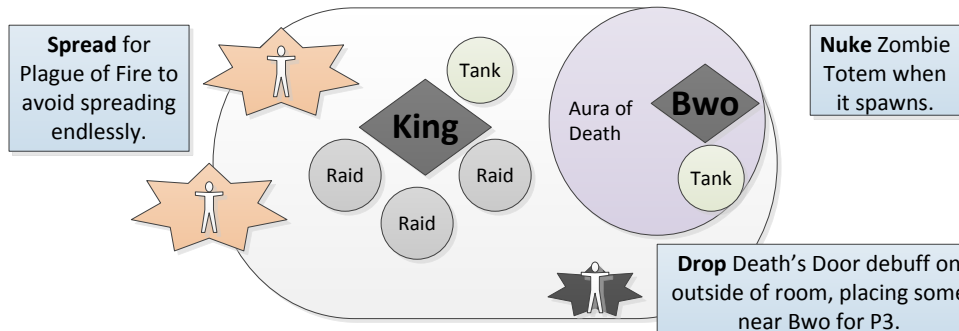 Spread for
Plague of Fire to
avoid spreading
endlessly.
Tank
King
Raid
Raid
Raid
Aura of
Death
Bwo
Tank
Nuke Zombie
Totem when
it spawns.
Drop Death's Door debuff on
outside of room, placing some
near Bwo for P3.